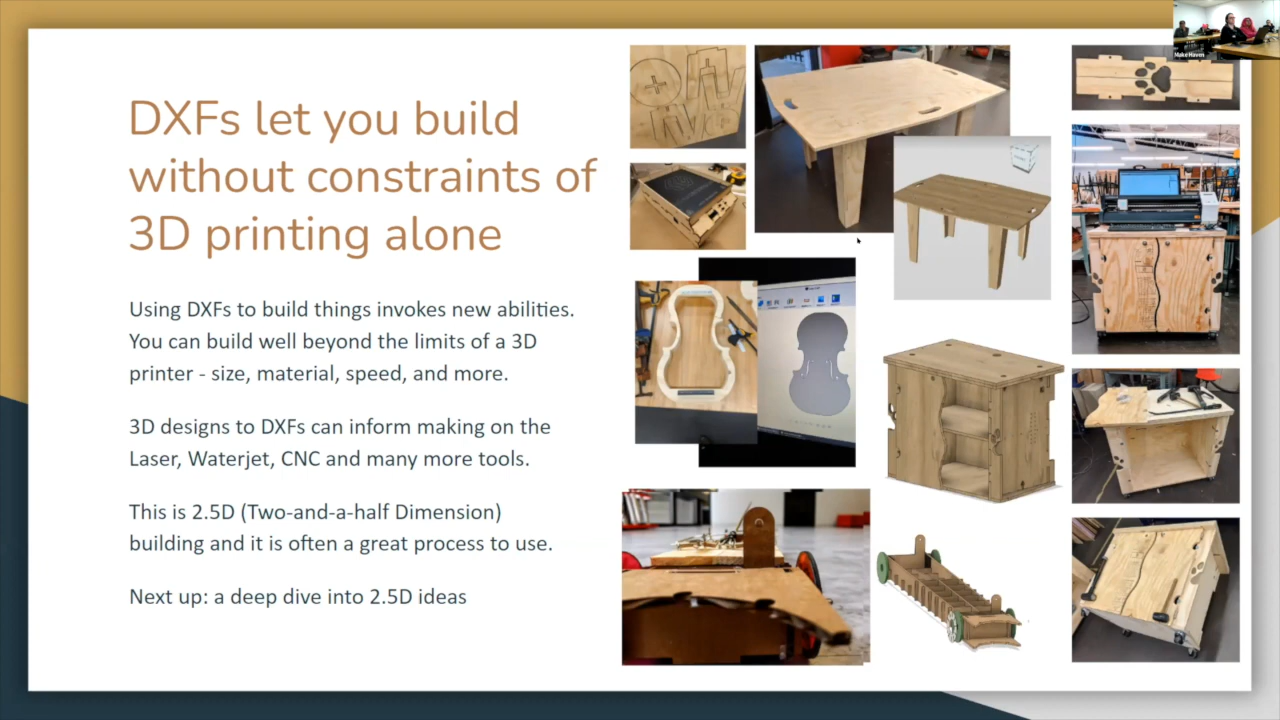 DXFs let you build
without constraints of
3D printing alone
Using DXFs to build things invokes new abilities.
You can build well beyond the limits of a 3D
printer - size, material, speed, and more.
3D designs to DXFs can inform making on the
Laser, Waterjet, CNC and many more tools.
This is 2.5D (Two-and-a-half Dimension)
building and it is often a great process to use.
Next up: a deep dive into 2.5D ideas
Make Haven